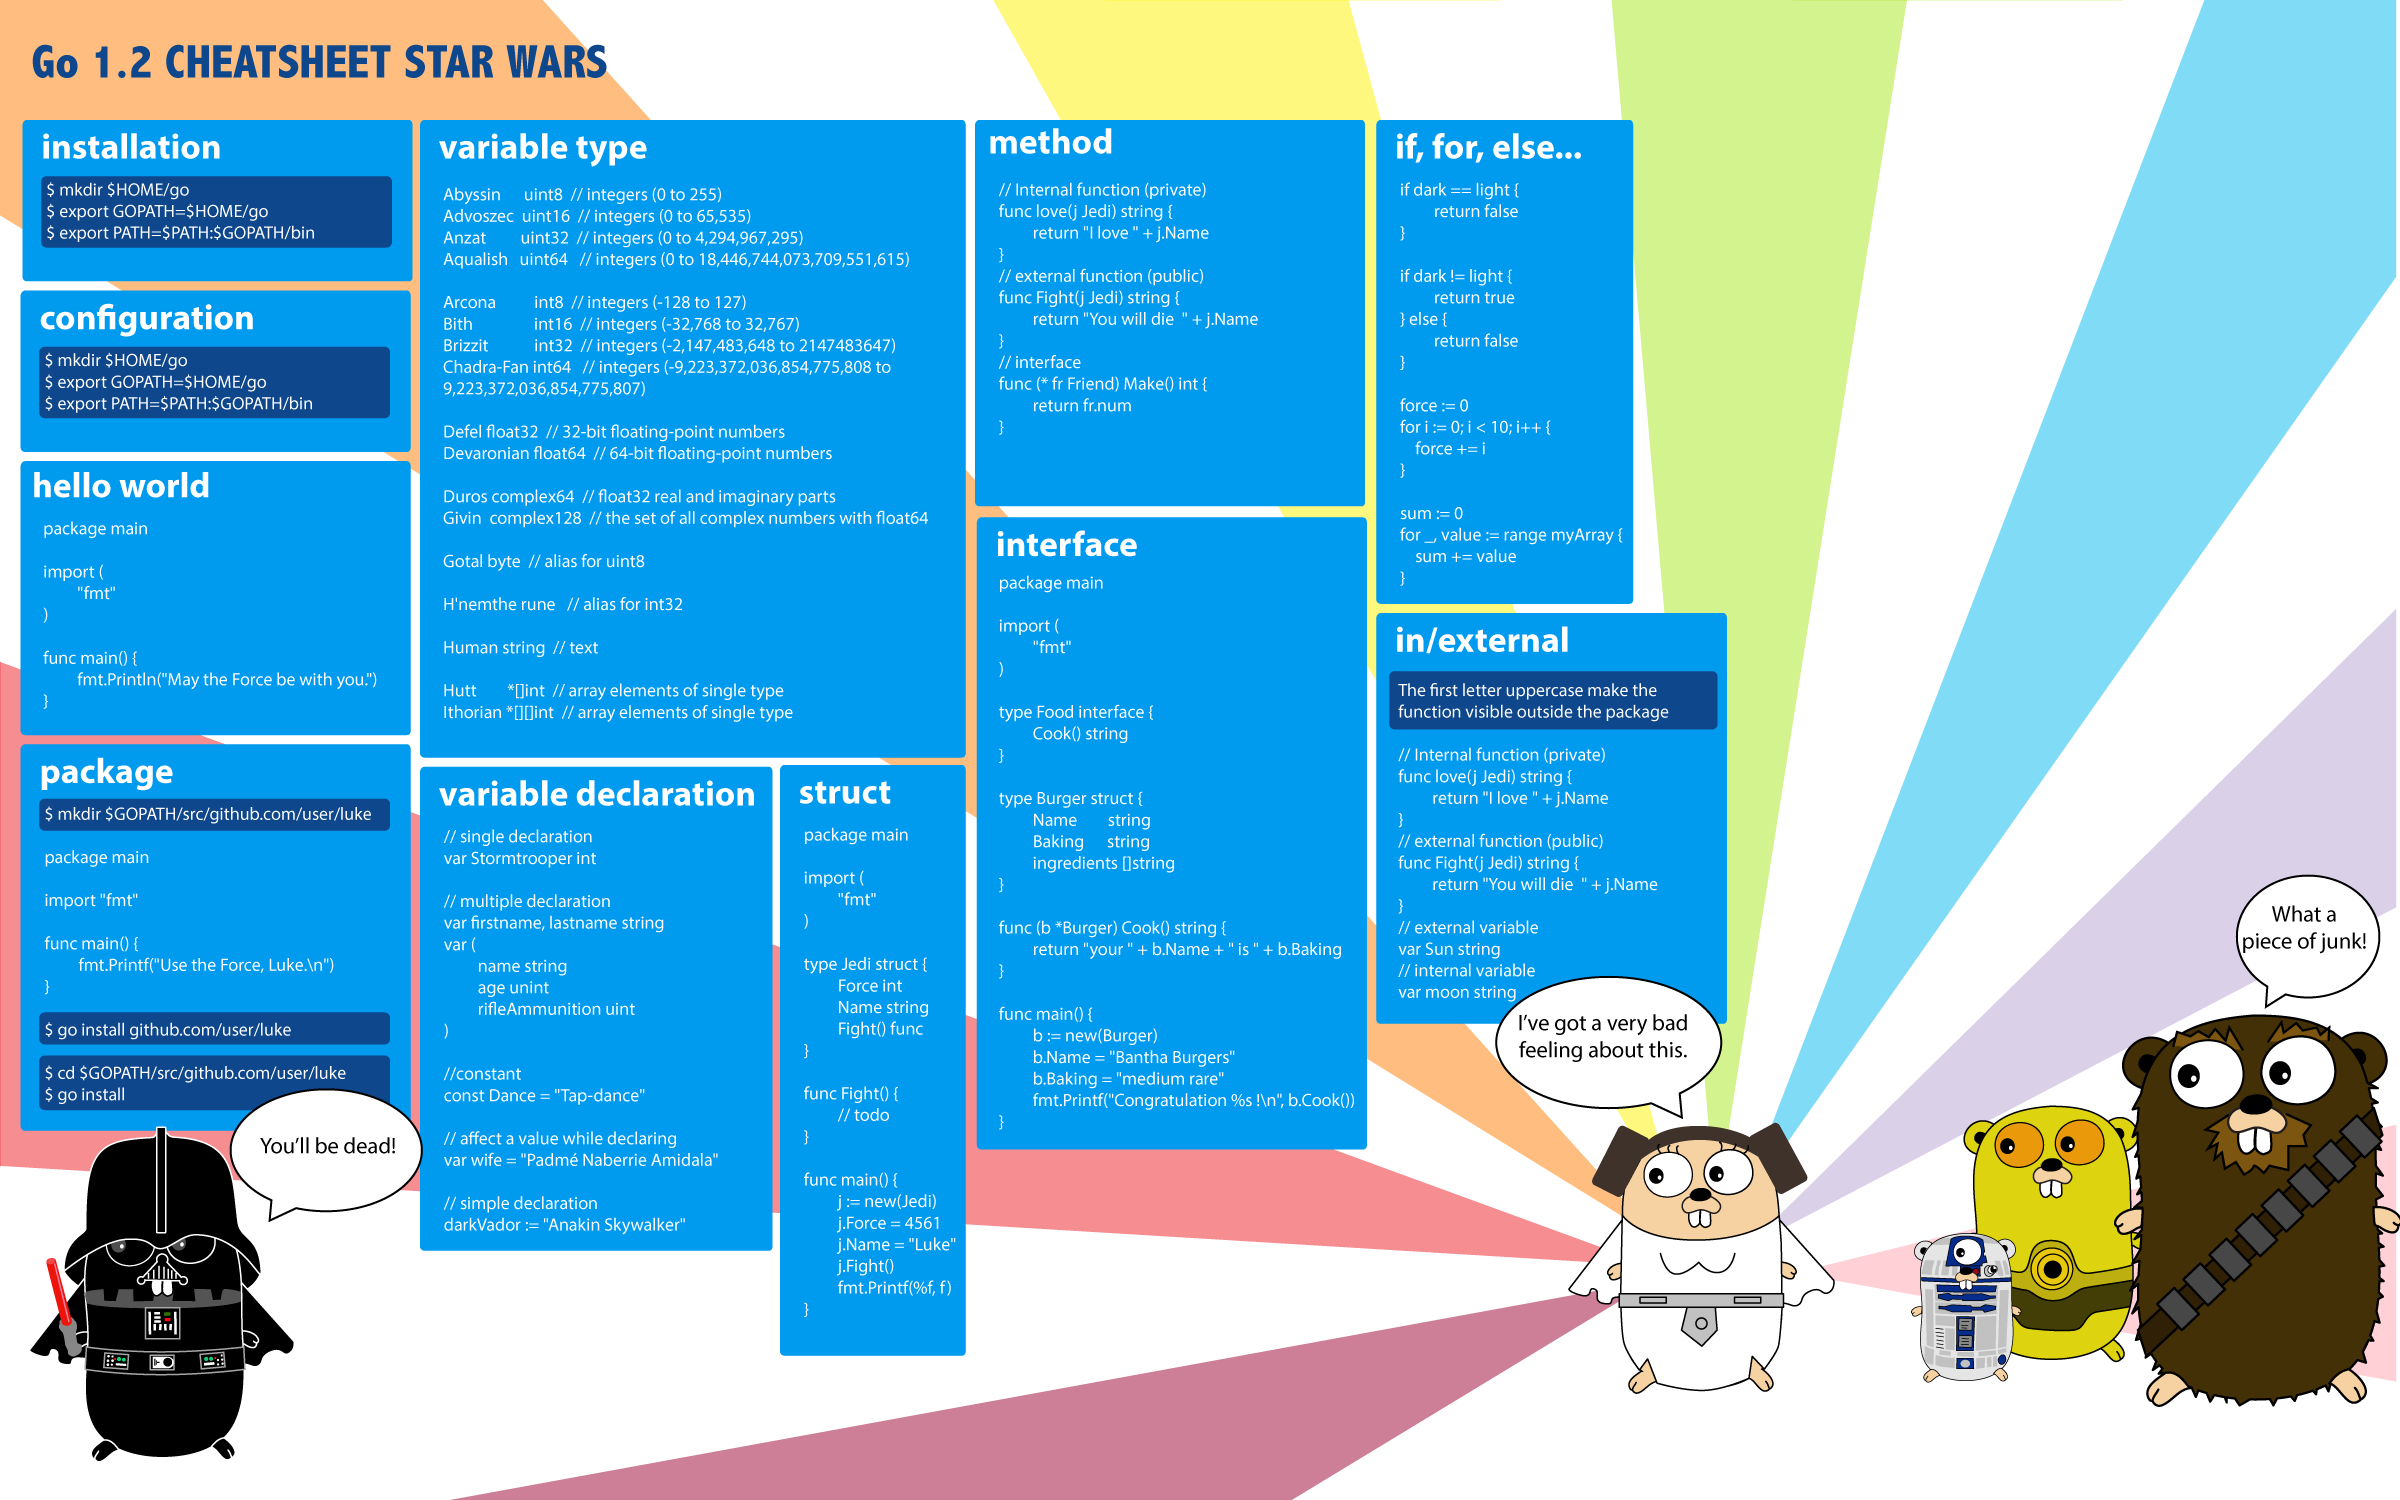 Go 1.2 CHEATSHEET STAR WARS
installation
$ mkdir $HOME/go
$ export GOPATH=$HOME/go
$ export PATH=$PATH:$GOPATH/bin
configuration
$ mkdir $HOME/go
$ export GOPATH=$HOME/go
$ export PATH=$PATH:$GOPATH/bin
hello world
package main
import (
"fmt"
)
func main() {
fmt.Println("May the Force be with you.")
}
package
$ mkdir $GOPATH/src/github.com/user/luke
package main
import "fmt"
func main() {
fmt.Printf("Use the Force, Luke.\n")
}
$ go install github.com/user/luke
$ cd $GOPATH/src/github.com/user/luke
$ go install
You'll be dead!
variable type
Abyssin uint8 // integers (0 to 255)
Advoszec uint16 // integers (0 to 65,535)
Anzat uint32 // integers (0 to 4,294,967,295)
Aqualish uint64 // integers (0 to 18,446,744,073,709,551,615)
Arcona int8 // integers (-128 to 127)
Bith int16 // integers (-32,768 to 32,767)
Brizzit int32 // integers (-2,147,483,648 to 2147483647)
Chadra-Fan int64 // integers (-9,223,372,036,854,775,808 to
9,223,372,036,854,775,807)
Defel float32 // 32-bit floating-point numbers
Devaronian float64 // 64-bit floating-point numbers
Duros complex64 // float32 real and imaginary parts
Givin complex128 // the set of all complex numbers with float64
Gotal byte // alias for uint8
H'nemthe rune // alias for int32
Human string // text
Hutt *[]int // array elements of single type
Ithorian *[][]int // array elements of single type
variable declaration
// single declaration
var Stormtrooper int
// multiple declaration
var firstname, lastname string
var (
name string
age unint
rifleAmmunition uint
)
//constant
const Dance = "Tap-dance"
// affect a value while declaring
var wife = "Padmé Naberrie Amidala"
// simple declaration
darkVador := "Anakin Skywalker"
struct
package main
import (
"fmt"
)
type Jedi struct {
Force int
Name string
Fight() func
}
func Fight() {
// todo
}
func main() {
j := new(Jedi)
j.Force = 4561
j.Name = "Luke"
j.Fight()
fmt.Printf(%f, f)
}
method
// Internal function (private)
func love(j Jedi) string {
return "I love " + j.Name
}
// external function (public)
func Fight(j Jedi) string {
return "You will die " + j.Name
}
// interface
func (* fr Friend) Make() int {
return fr.num
}
interface
package main
import (
"fmt"
)
type Food interface {
Cook() string
}
type Burger struct {
Name string
Baking string
ingredients []string
}
func (b *Burger) Cook() string {
return "your " + b.Name + " is " + b.Baking
}
func main() {
b := new(Burger)
b.Name = "Bantha Burgers"
b.Baking = "medium rare"
fmt.Printf("Congratulation %s !\n", b.Cook())
}
if, for, else...
if dark == light {
return false
}
if dark != light {
return true
} else {
return false
}
force := 0
for i := 0; i < 10; i++ {
force += i
}
sum := 0
for _, value := range myArray {
sum += value
}
in/external
The first letter uppercase make the
function visible outside the package
// Internal function (private)
func love(j Jedi) string {
return "I love " + j.Name
}
// external function (public)
func Fight(j Jedi) string {
return "You will die " + j.Name
}
// external variable
var Sun string
// internal variable
var moon string
I've got a very bad
feeling about this.
What a
piece of junk!